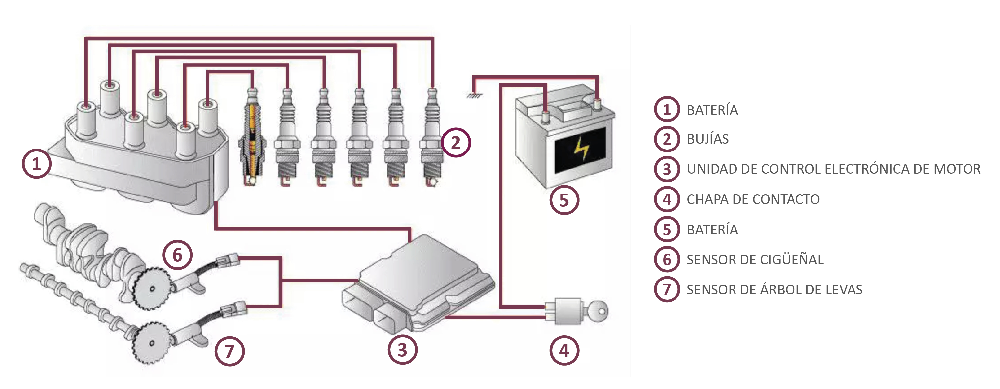 1
2
5
6
7
3
4
1 BATERÍA
2 BUJÍAS
3 UNIDAD DE CONTROL ELECTRÓNICA DE MOTOR
4 CHAPA DE CONTACTO
5 BATERÍA
6 SENSOR DE CIGÜEÑAL
7 SENSOR DE ÁRBOL DE LEVAS